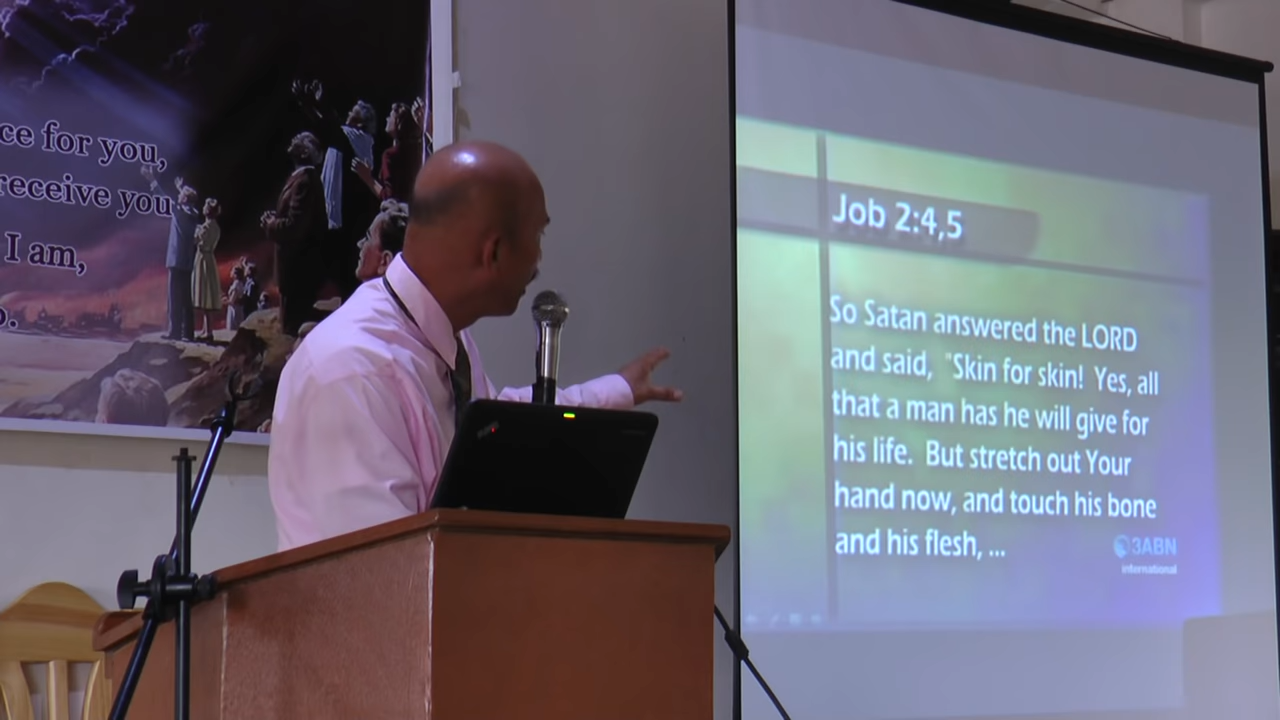 ce for you,
receive you
I am,
o.
Job 2:4,5
So Satan answered the LORD
and said, "Skin for skin! Yes, all
that a man has he will give for
his life. But stretch out Your
hand now, and touch his bone
and his flesh, ...
3ABN
international